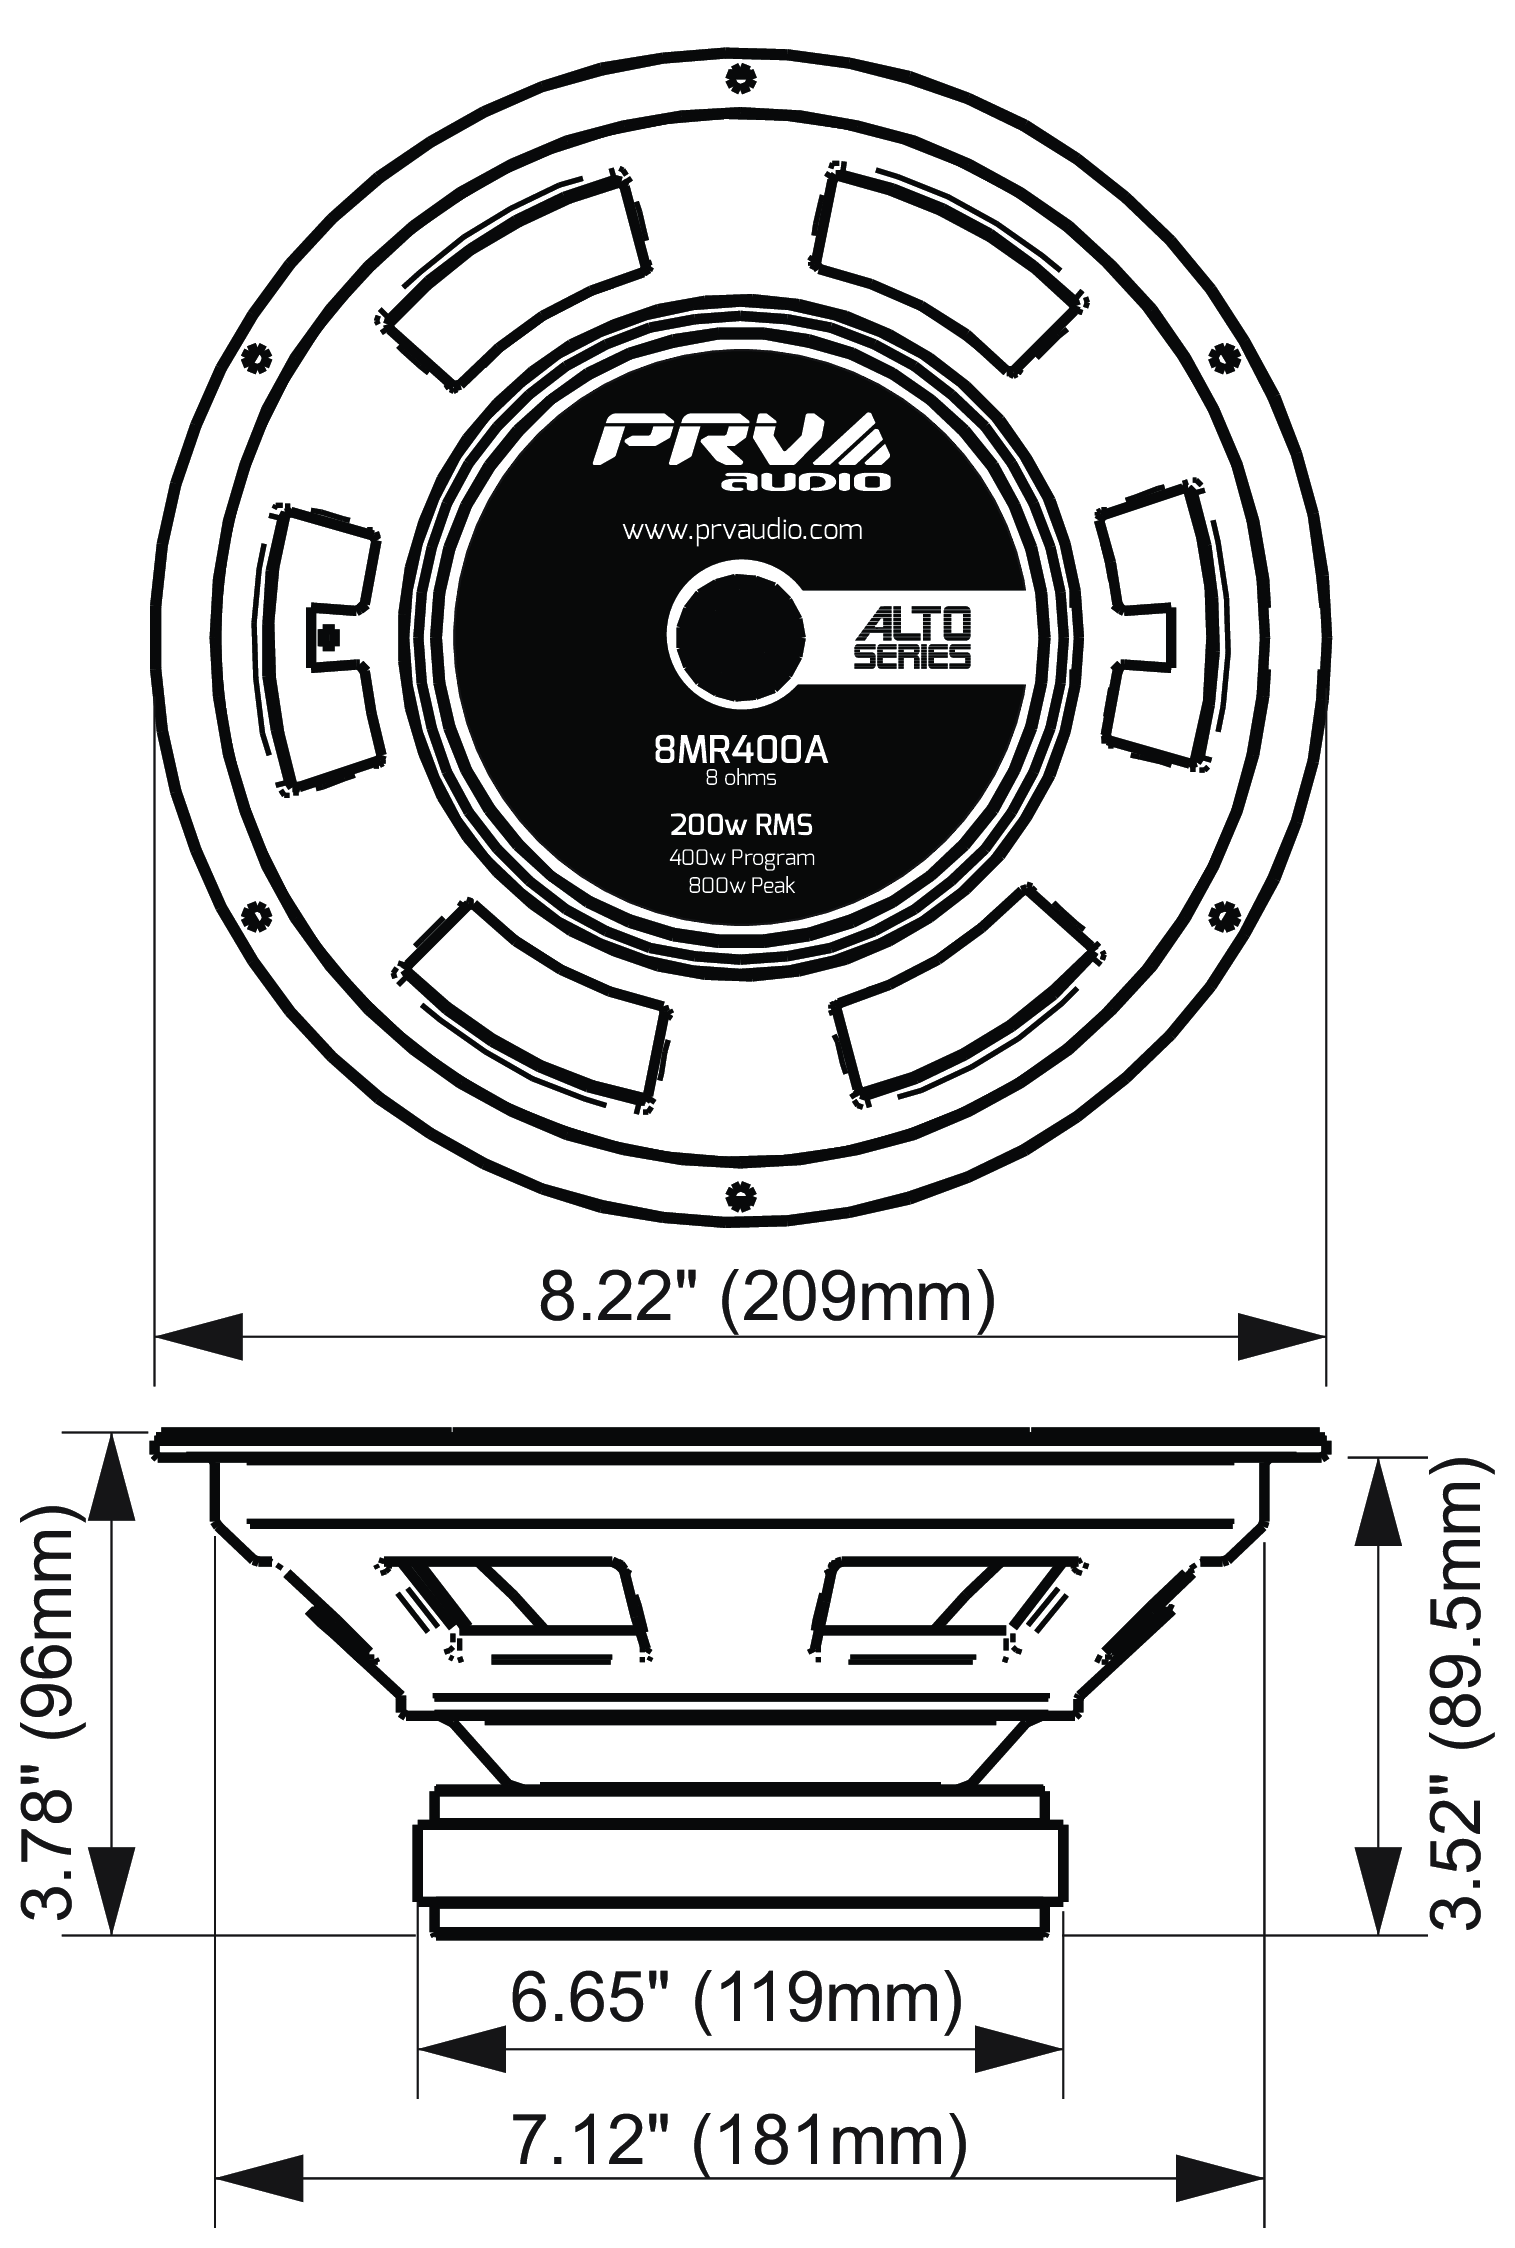 PRV
audio
www.prvaudio.com
ALTO
SERIES
8MR400A
8 ohms
200w RMS
400w Program
800w Peak
8.22" (209mm)
3.78" (96mm)
3.52" (89.5mm)
6.65" (119mm)
7.12" (181mm)